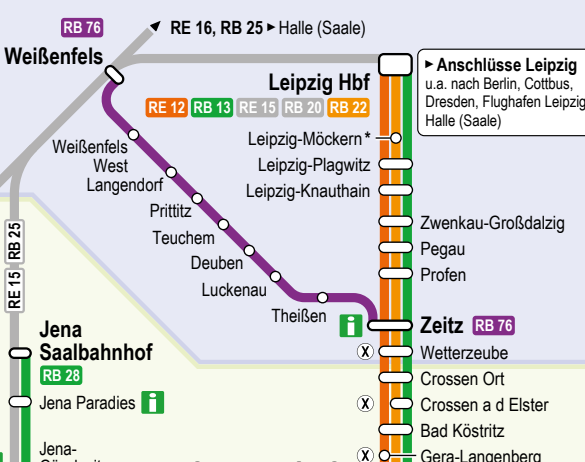 RB 76
Weißenfels
RE 16, RB 25 ▸ Halle (Saale)
Leipzig Hbf
RE 12 RB 13 RE 15 RB 20 RB 22
▸ Anschlüsse Leipzig
u.a. nach Berlin, Cottbus,
Dresden, Flughafen Leipzig
Halle (Saale)
Leipzig-Möckern *
Leipzig-Plagwitz
Leipzig-Knauthain
Weißenfels
West
Langendorf
Prittitz
Teuchern
Deuben
Luckenau
Theißen
Zwenkau-Großdalzig
Pegau
Profen
i
Zeitz RB 76
X Wetterzeube
Crossen Ort
X Crossen a d Elster
Bad Köstritz
X Gera-Langenberg
RE 15 RB 25
Jena
Saalbahnhof
RB 28
Jena Paradies i
Jena-